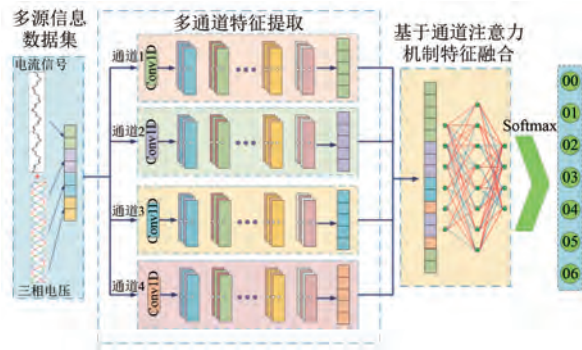 多源信息
数据集
电流信号
三相电压
多通道特征提取
通道1
Conv1D
通道2
Conv1D
通道3
Conv1D
通道4
Conv1D
基于通道注意力
机制特征融合
Softmax
00
01
02
03
04
05
06